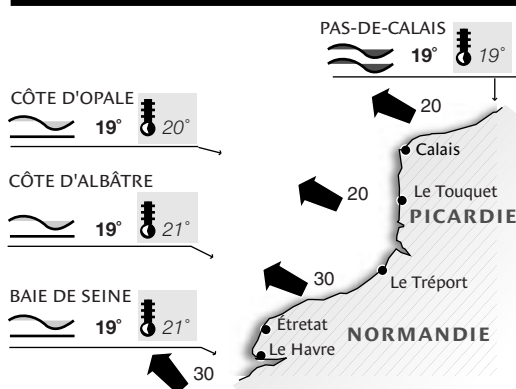 PAS-DE-CALAIS
19° 19°
20
CÔTE D'OPALE
19° 20°
Calais
CÔTE D'ALBÂTRE
19° 21°
20
Le Touquet
PICARDIE
30
Le Tréport
BAIE DE SEINE
19° 21°
Étretat
NORMANDIE
Le Havre
30